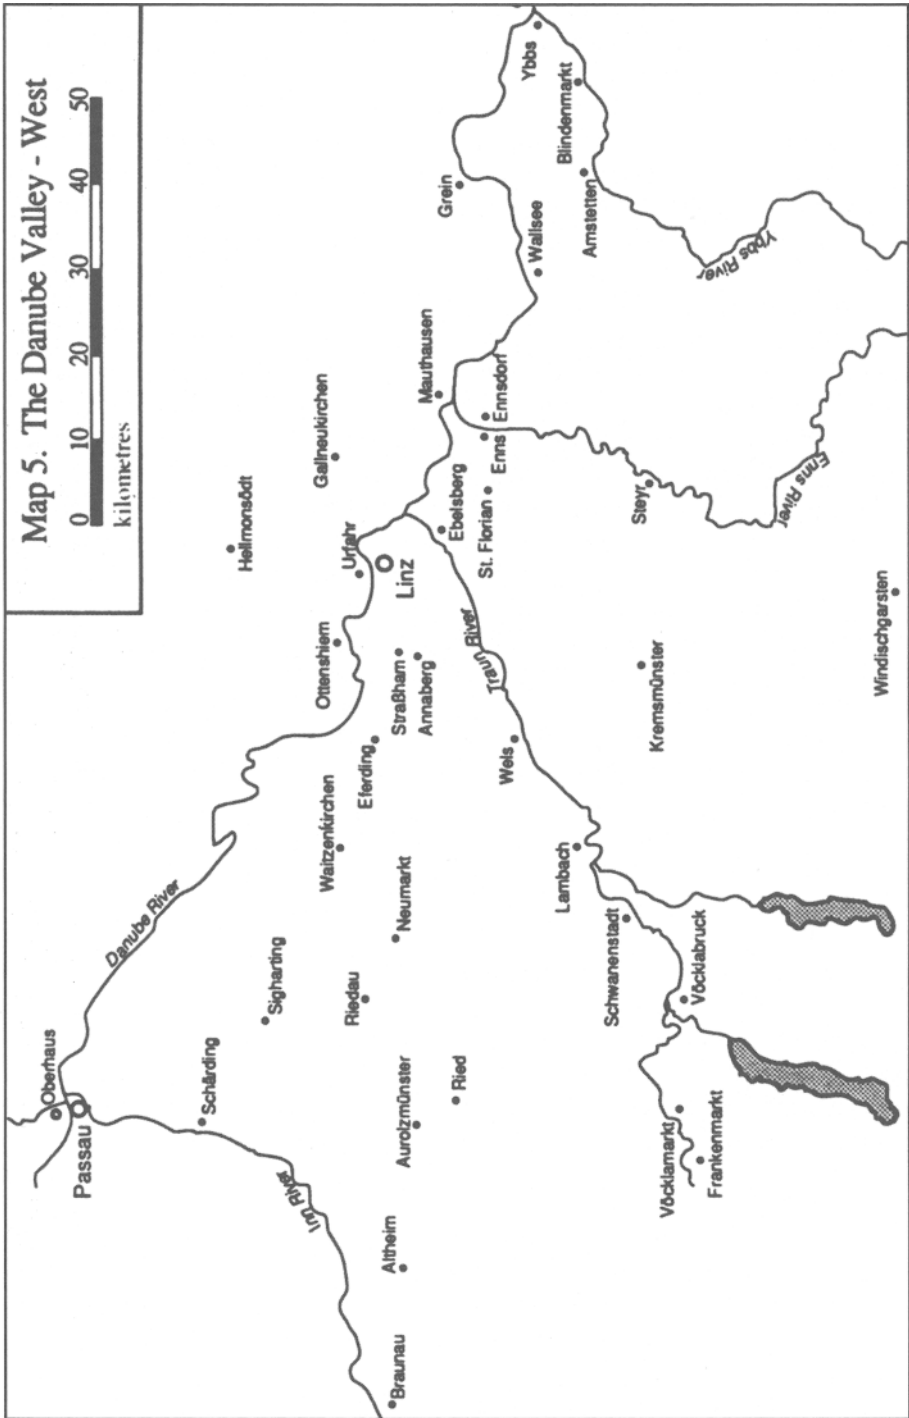 Map 5. The Danube Valley - West
0 10 20 30 40 50
kilometres
Oberhaus
Passau
Danube River
Schärding
Sigharting
Hellmonsödt
Gallneukirchen
Ottenshiem
Urfahr
Linz
Waitzenkirchen
Eferding
Straßham
Annaberg
Riedau
Neumarkt
Inn River
Braunau
Altheim
Aurolzmünster
Ried
Ebelsberg
Mauthausen
Grein
Ybbs
St. Florian
Enns
Ennsdorf
Wallsee
Blindenmarkt
Amstetten
Traun River
Wels
Lambach
Schwanenstadt
Vöcklabruck
Vöcklamarkt
Frankenmarkt
Kremsmünster
Steyr
Ybbs River
Enns River
Windischgarsten